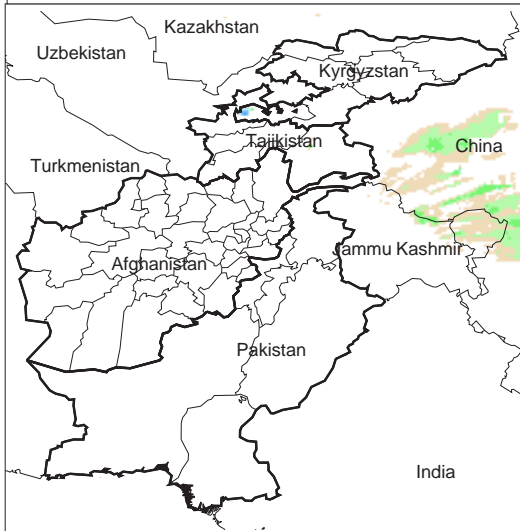 Kazakhstan
Uzbekistan
Kyrgyzstan
Tajikistan
China
Turkmenistan
Jammu Kashmir
Afghanistan
Pakistan
India